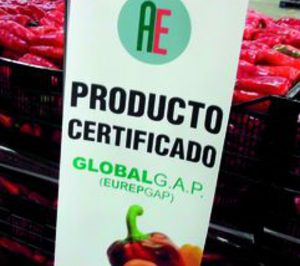 AE
PRODUCTO
CERTIFICADO
GLOBALG.A.P.
(EUREPGAP)